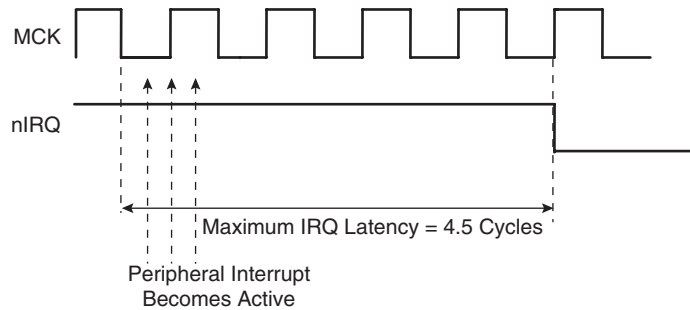 MCK
nIRQ
Maximum IRQ Latency = 4.5 Cycles
Peripheral Interrupt
Becomes Active